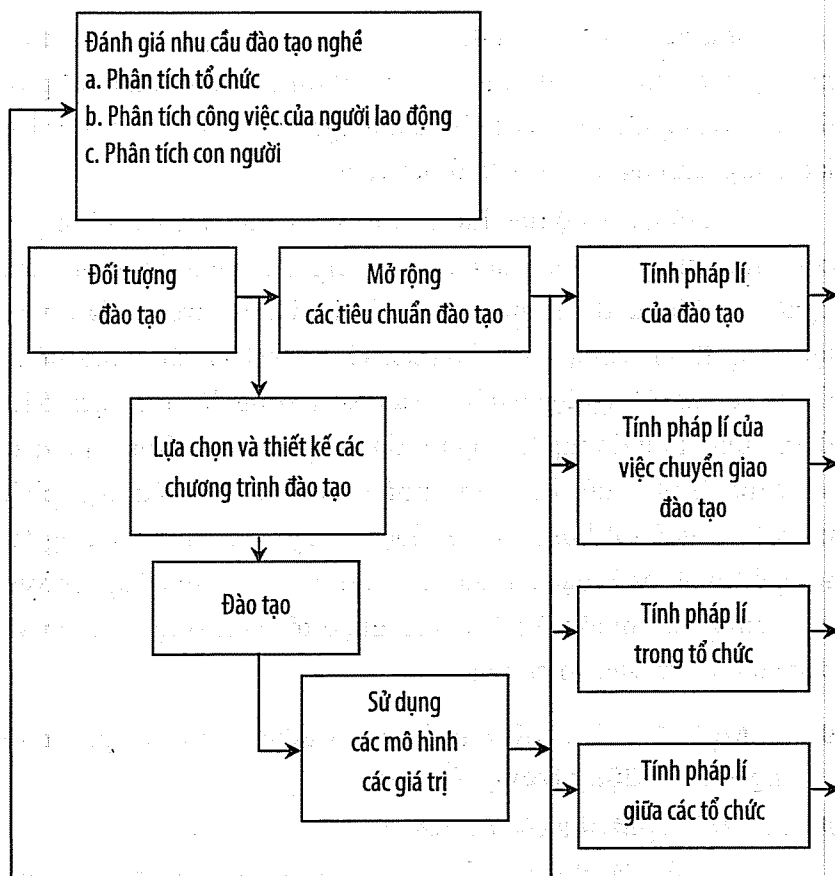 Đánh giá nhu cầu đào tạo nghề
a. Phân tích tổ chức
b. Phân tích công việc của người lao động
c. Phân tích con người
Đối tượng
đào tạo
Mở rộng
các tiêu chuẩn đào tạo
Tính pháp lí
của đào tạo
Lựa chọn và thiết kế các
chương trình đào tạo
Tính pháp lí của
việc chuyển giao
đào tạo
Đào tạo
Tính pháp lí
trong tổ chức
Sử dụng
các mô hình
các giá trị
Tính pháp lí
giữa các tổ chức